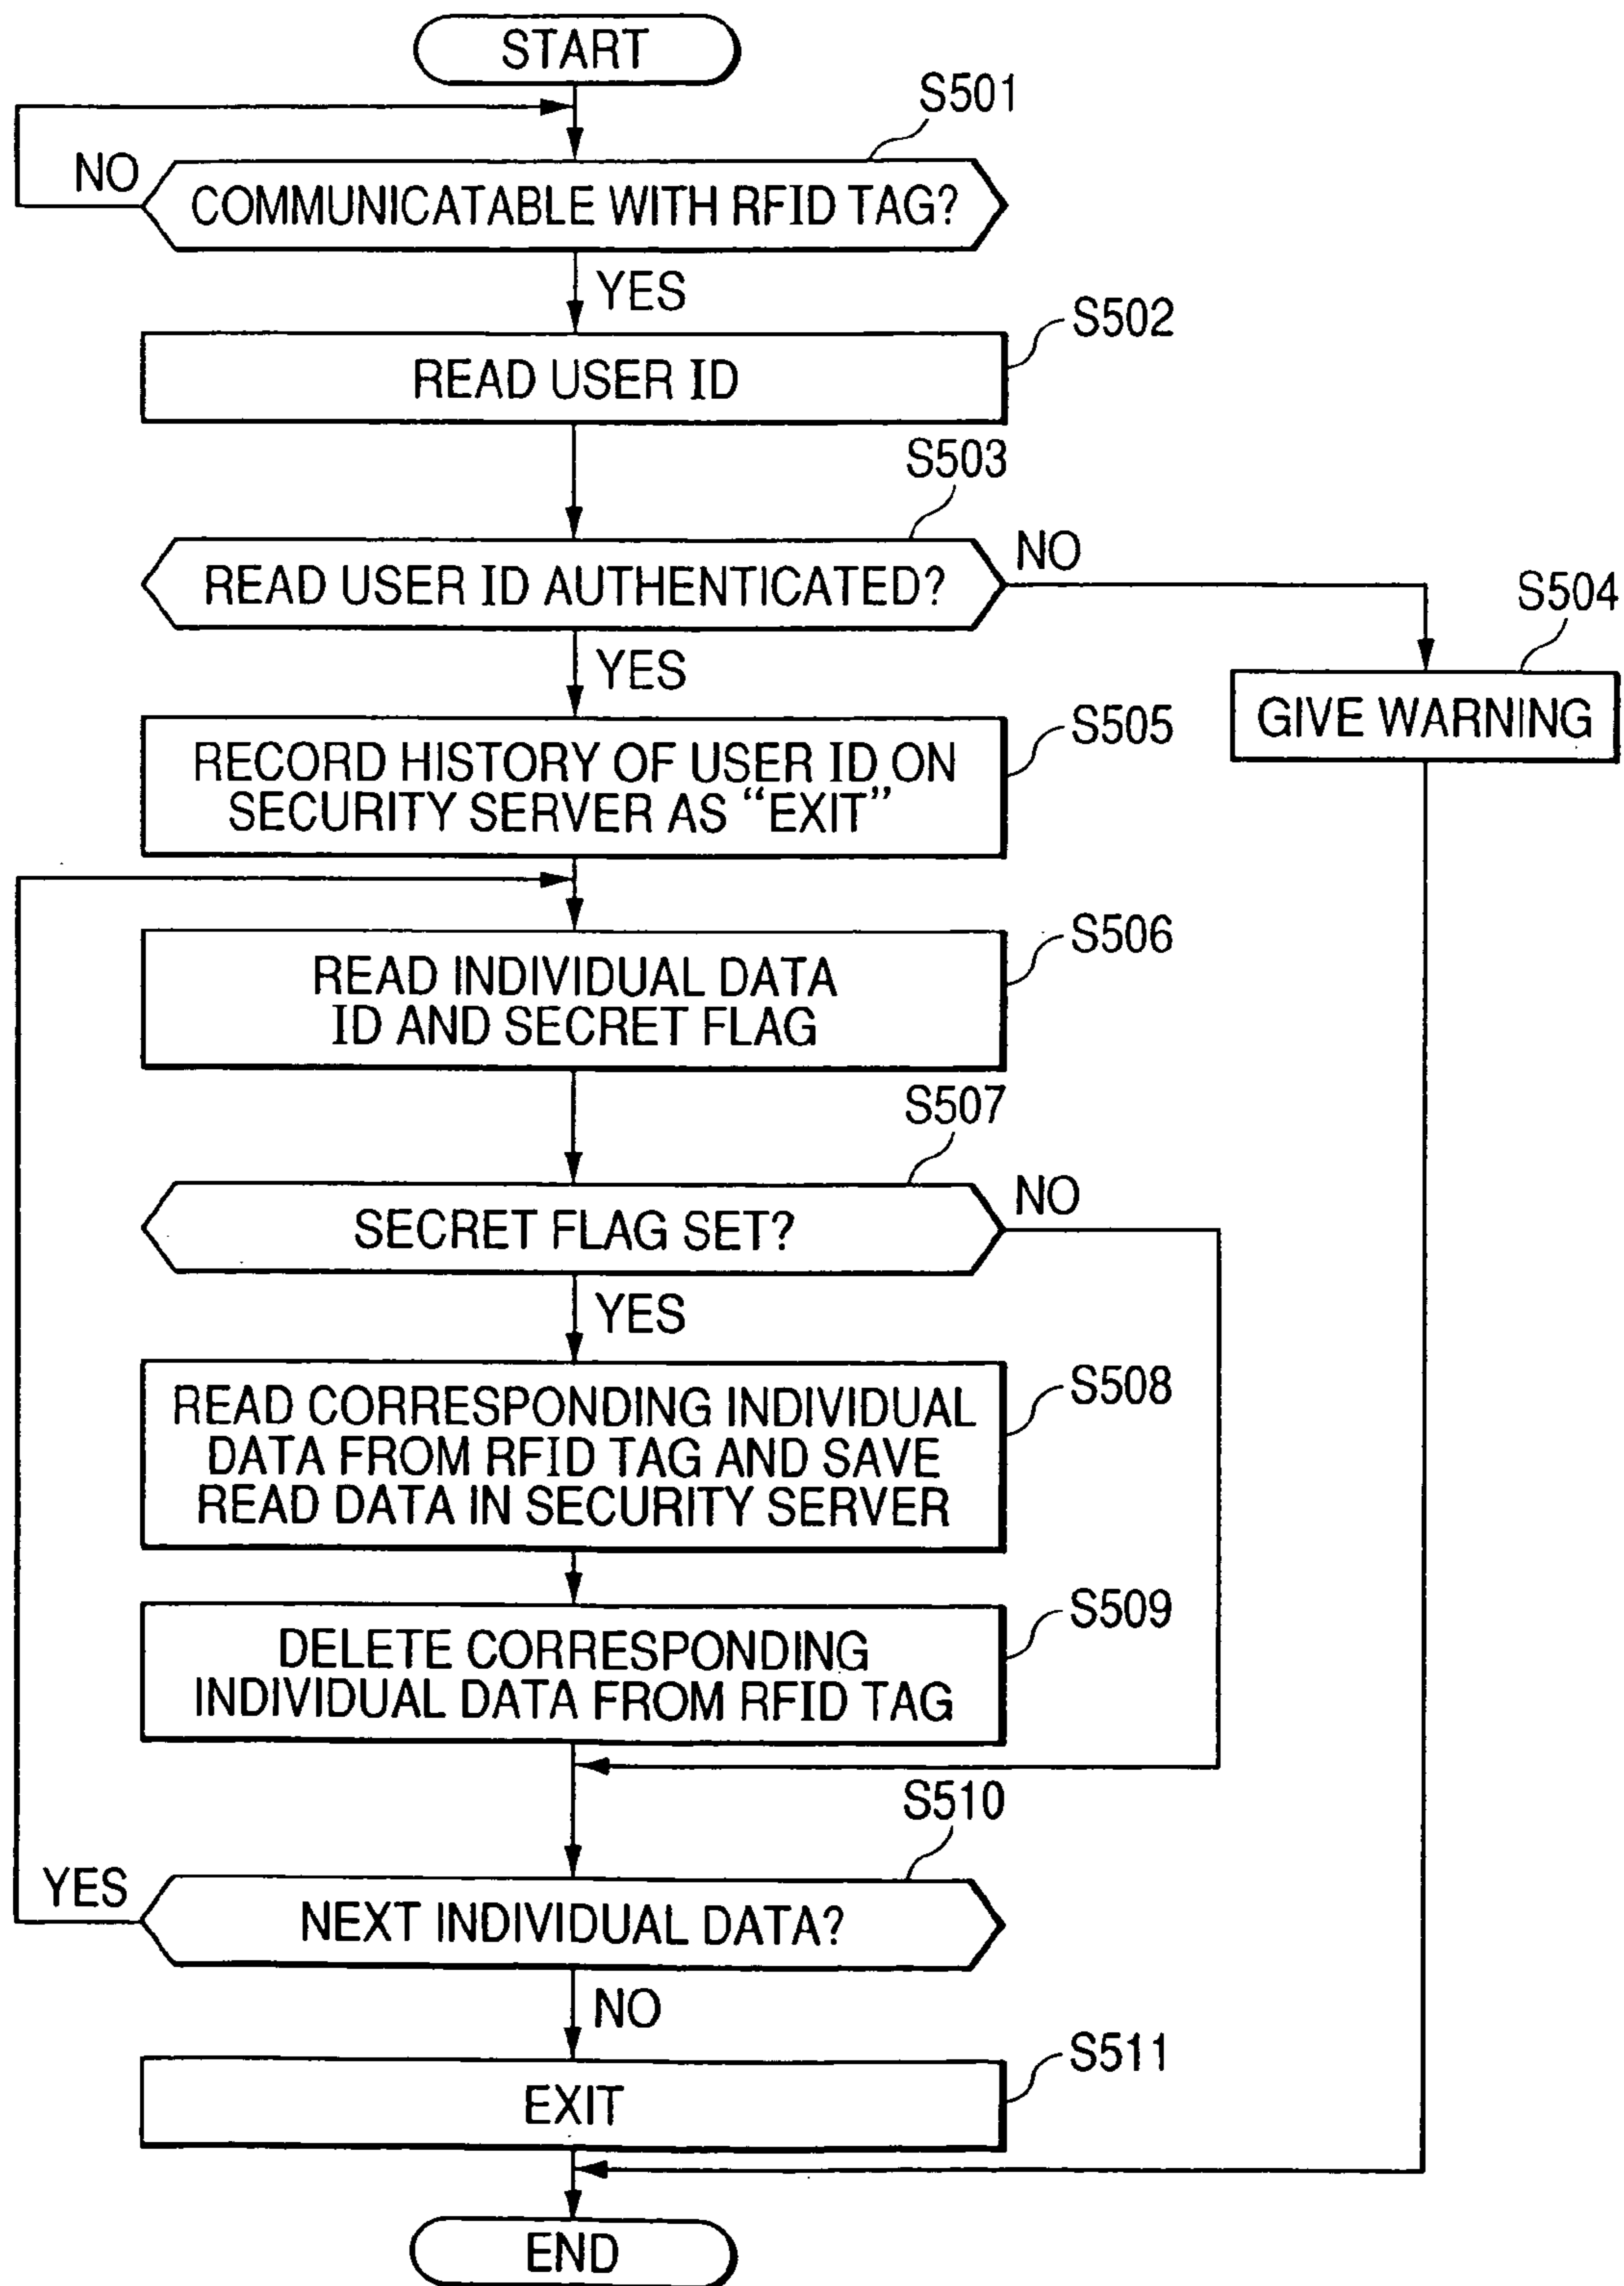 START
S501
NO
COMMUNICATABLE WITH RFID TAG?
YES
S502
READ USER ID
S503
READ USER ID AUTHENTICATED?
NO
S504
GIVE WARNING
YES
S505
RECORD HISTORY OF USER ID ON
SECURITY SERVER AS “EXIT”
S506
READ INDIVIDUAL DATA
ID AND SECRET FLAG
S507
SECRET FLAG SET?
NO
YES
S508
READ CORRESPONDING INDIVIDUAL
DATA FROM RFID TAG AND SAVE
READ DATA IN SECURITY SERVER
S509
DELETE CORRESPONDING
INDIVIDUAL DATA FROM RFID TAG
S510
YES
NEXT INDIVIDUAL DATA?
NO
S511
EXIT
END